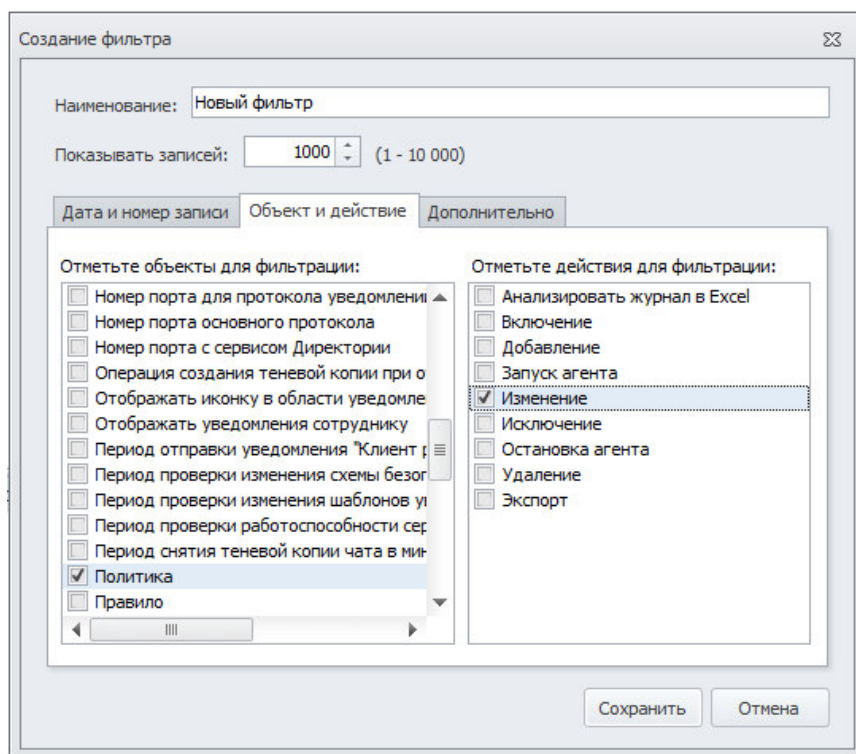 Создание фильтра
Наименование: Новый фильтр
Показывать записей: 1000 (1 - 10 000)
Дата и номер записи Объект и действие Дополнительно
Отметьте объекты для фильтрации:
Номер порта для протокола уведомлени
Номер порта основного протокола
Номер порта с сервисом Директории
Операция создания теневой копии при
Отображать иконку в области уведомле
Отображать уведомления сотруднику
Период отправки уведомления "Клиент
Период проверки изменения схемы безоп
Период проверки изменения шаблонов
Период проверки работоспособности сер
Период снятия теневой копии чата в мин
Политика
Правило
Отметьте действия для фильтрации:
Анализировать журнал в Excel
Включение
Добавление
Запуск агента
Изменение
Исключение
Остановка агента
Удаление
Экспорт
Сохранить Отмена